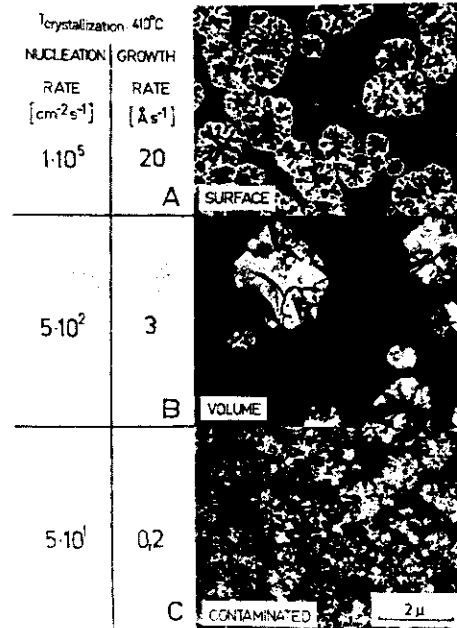 Tcrystallization 410°C
NUCLEATION GROWTH
RATE RATE
[cm⁻²s⁻¹] [Ås⁻¹]
1·10⁵ 20
A SURFACE
5·10² 3
B VOLUME
5·10¹ 0,2
C CONTAMINATED 2μ